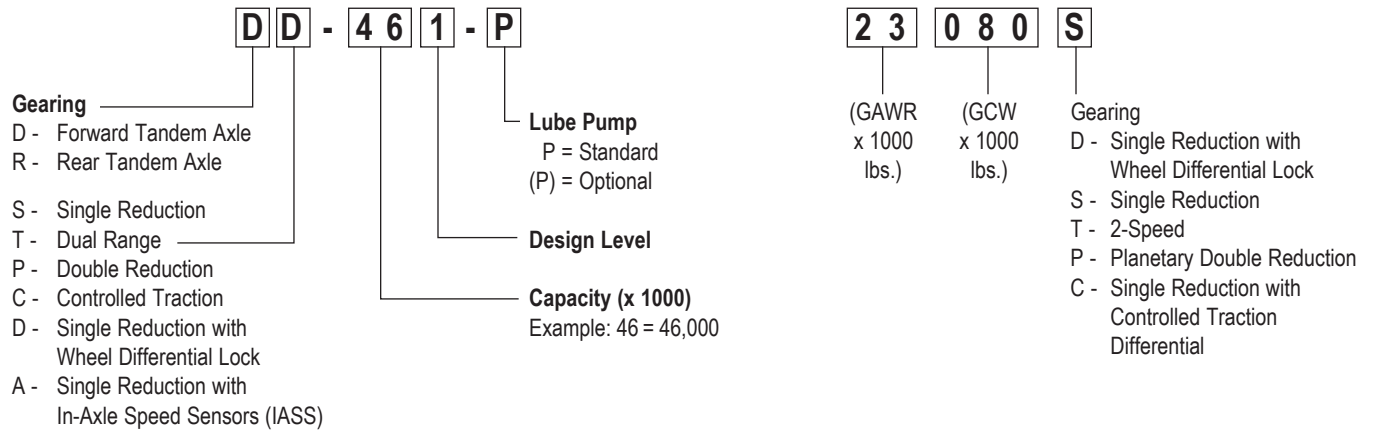 D D - 4 6 1 - P
Gearing
D - Forward Tandem Axle
R - Rear Tandem Axle
S - Single Reduction
T - Dual Range
P - Double Reduction
C - Controlled Traction
D - Single Reduction with
Wheel Differential Lock
A - Single Reduction with
In-Axle Speed Sensors (IASS)
Lube Pump
P = Standard
(P) = Optional
Design Level
Capacity (x 1000)
Example: 46 = 46,000
2 3 0 8 0 S
(GAWR
x 1000
lbs.)
(GCW
x 1000
lbs.)
Gearing
D - Single Reduction with
Wheel Differential Lock
S - Single Reduction
T - 2-Speed
P - Planetary Double Reduction
C - Single Reduction with
Controlled Traction
Differential